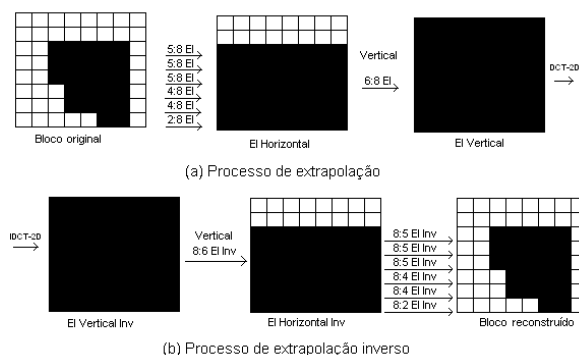 5:8 EI
5:8 EI
5:8 EI
4:8 EI
4:8 EI
2:8 EI
Vertical
6:8 EI
DCT-2D
Bloco original
EI Horizontal
EI Vertical
(a) Processo de extrapolação
IDCT-2D
Vertical
8:6 EI Inv
8:5 EI Inv
8:5 EI Inv
8:5 EI Inv
8:4 EI Inv
8:4 EI Inv
8:2 EI Inv
EI Vertical Inv
EI Horizontal Inv
Bloco reconstruído
(b) Processo de extrapolação inverso